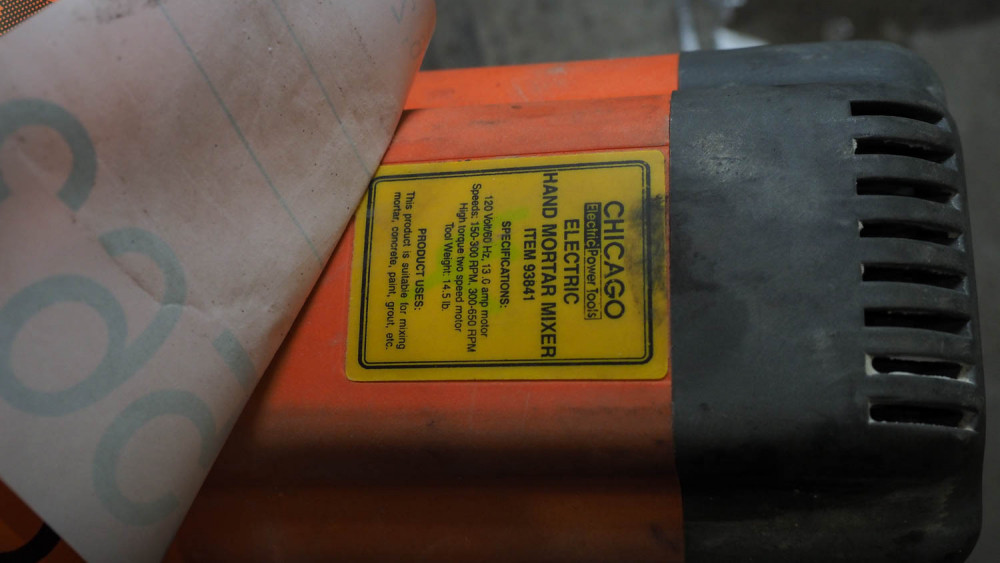 CHICAGO
Electric Power Tools
ELECTRIC
HAND MORTAR MIXER
ITEM 93841
SPECIFICATIONS:
120 Volt/60 Hz, 13.0 amp motor
Speeds: 150-300 RPM, 300-650 RPM
High torque two speed motor
Tool Weight: 14.5 lb.
PRODUCT USES:
This product is suitable for mixing
mortar, concrete, paint, grout, etc.